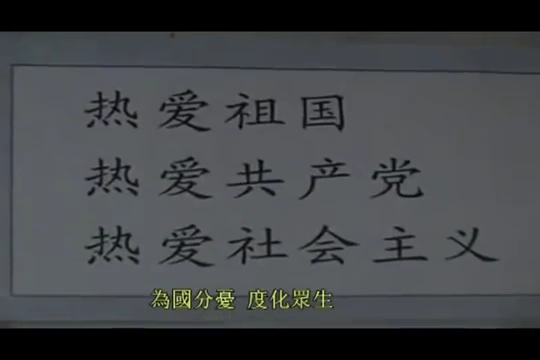 热爱祖国
热爱共产党
热爱社会主义
為國分憂 度化眾生